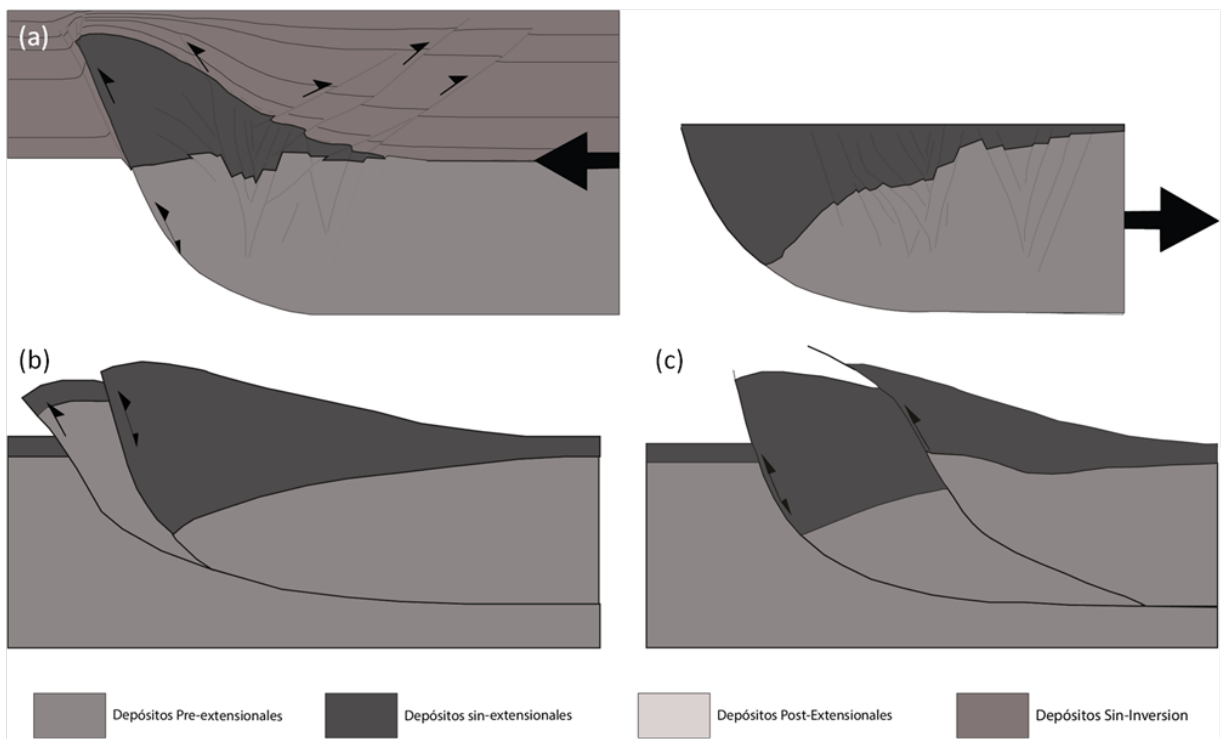 (a)
(b)
(c)
Depósitos Pre-extensionales
Depósitos sin-extensionales
Depósitos Post-Extensionales
Depósitos Sin-Inversion